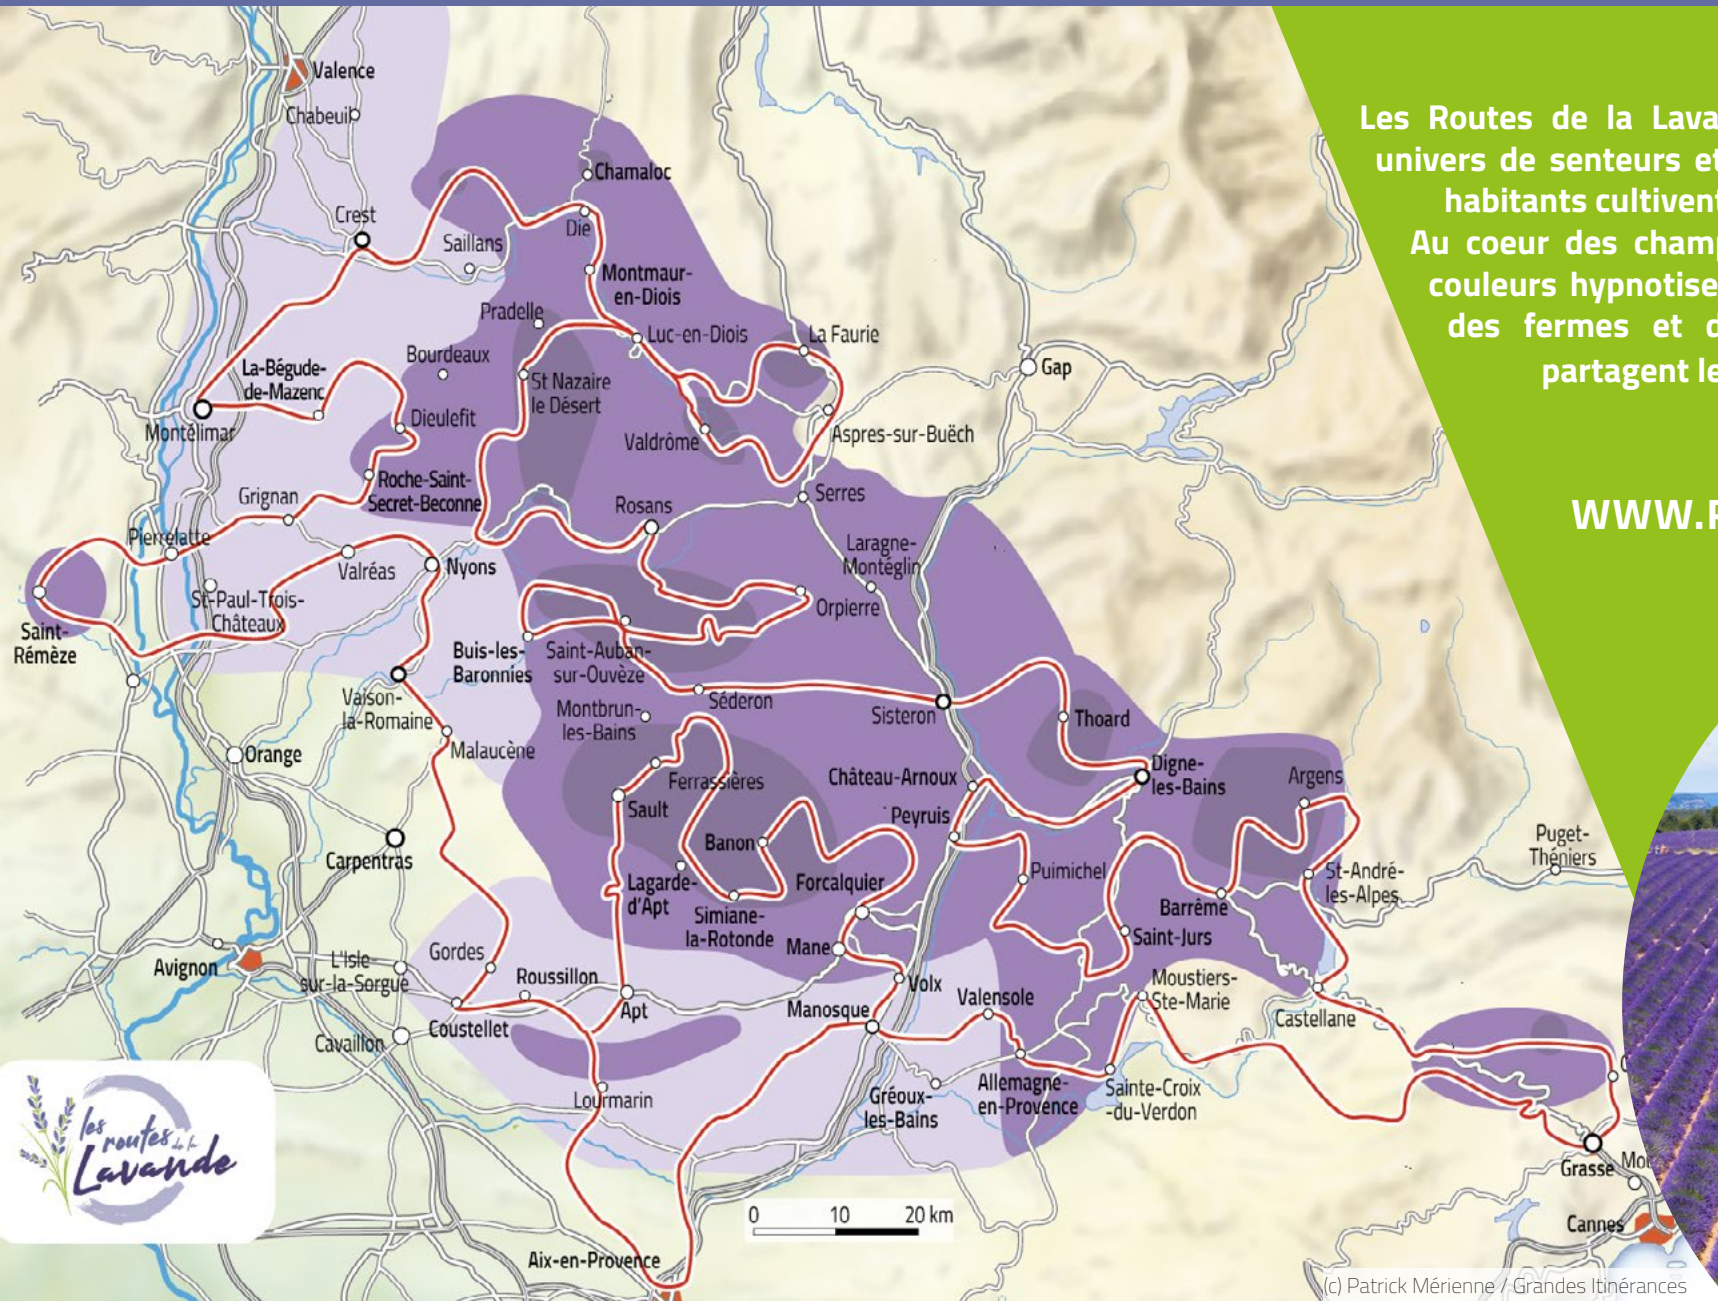 Valence
Chabeuil
Chamaloc
Crest
Die
Saillans
Montmaur-
en-Diois
Pradelle
Luc-en-Diois
La Faurie
Bourdeaux
La-Bégude-
de-Mazenc
St Nazaire
le Désert
Gap
Dieulefit
Montélimar
Valdrôme
Aspres-sur-Buëch
Roche-Saint-
Secret-Beconne
Grignan
Rosans
Serres
Pierrelatte
Laragne-
Montéglin
Valréas
Nyons
St-Paul-Trois-
Châteaux
Orpierre
Saint-
Rémèze
Buis-les-
Baronnies
Saint-Auban-
sur-Ouvèze
Vaison-
la-Romaine
Séderon
Montbrun-
les-Bains
Sisteron
Thoard
Malaucène
Orange
Ferrassières
Château-Arnoux
Digne-
les-Bains
Argens
Sault
Peyruis
Banon
Puget-
Théniers
Carpentras
Puimichel
St-André-
les-Alpes
Lagarde-
d'Apt
Forcalquier
Simiane-
la-Rotonde
Barrême
Mane
Saint-Jurs
Gordes
Avignon
L'Isle-
sur-la-Sorgue
Roussillon
Volx
Moustiers-
Ste-Marie
Valensole
Apt
Manosque
Castellane
Coustellet
Cavaillon
Lourmarin
Gréoux-
les-Bains
Allemagne-
en-Provence
Sainte-Croix
-du-Verdon
Grasse
Cannes
Aix-en-Provence
0 10 20 km
les
routes de la
Lavande
Les Routes de la Lava
univers de senteurs et
habitants cultivent
Au coeur des champ
couleurs hypnotise
des fermes et d
partagent le
WWW.
(c) Patrick Mérienne / Grandes Itinérances